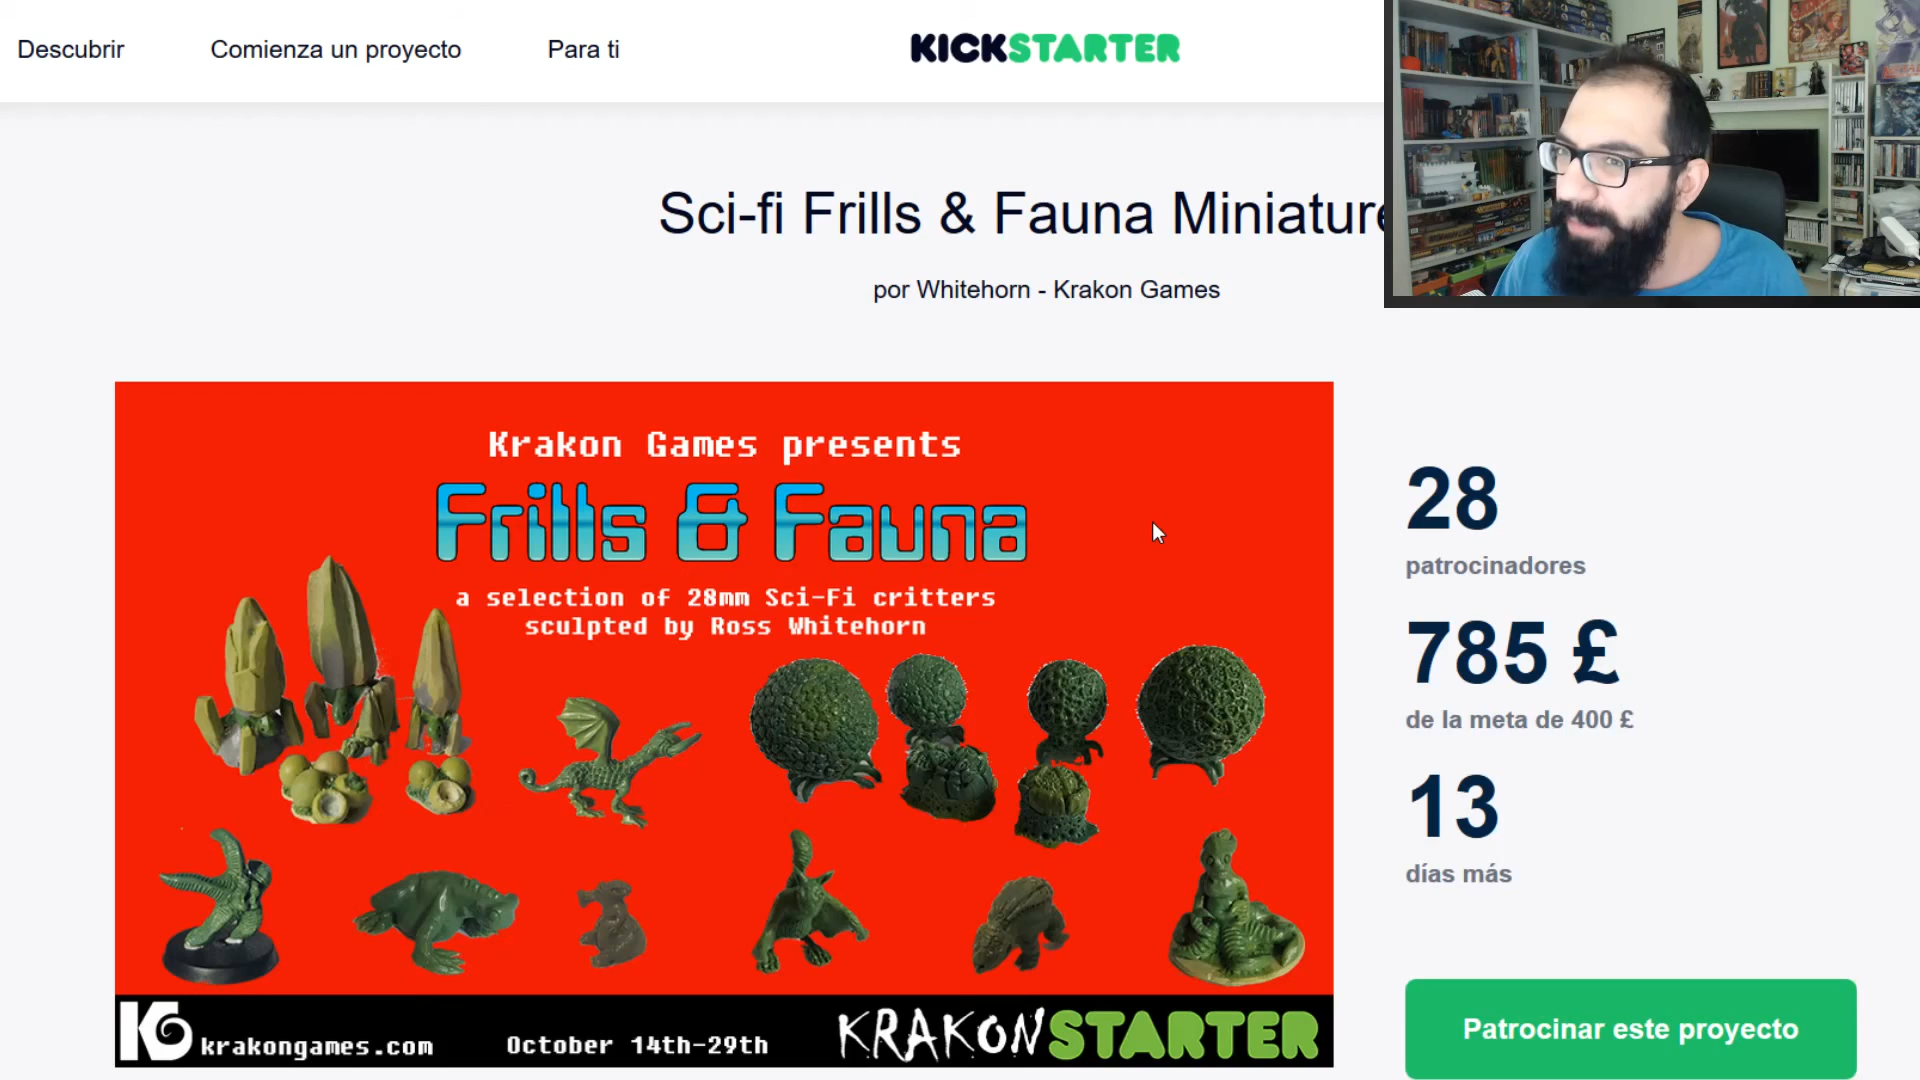 Descubrir
Comienza un proyecto
Para ti
KICKSTARTER
Sci-fi Frills & Fauna Miniature
por Whitehorn - Krakon Games
Krakon Games presents
Frills & Fauna
a selection of 28mm Sci-Fi critters
sculpted by Ross Whitehorn
KG krakongames.com
October 14th-29th
KRAKONSTARTER
28
patrocinadores
785 £
de la meta de 400 £
13
días más
Patrocinar este proyecto